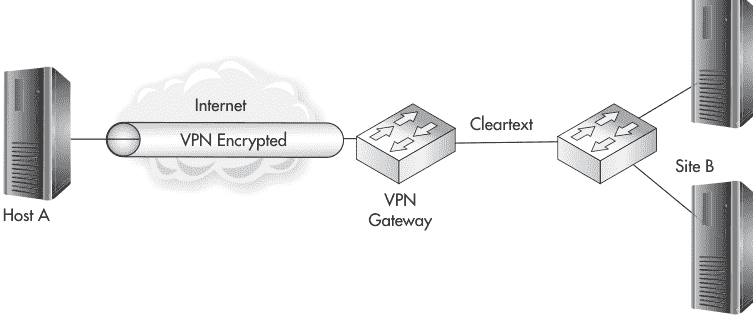 Internet
VPN Encrypted
Cleartext
Site B
Host A
VPN
Gateway